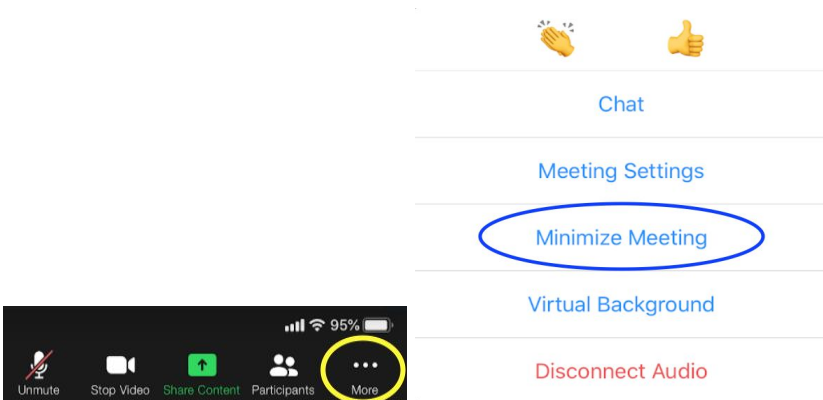 95%
Unmute
Stop Video
Share Content
Participants
More
Chat
Meeting Settings
Minimize Meeting
Virtual Background
Disconnect Audio